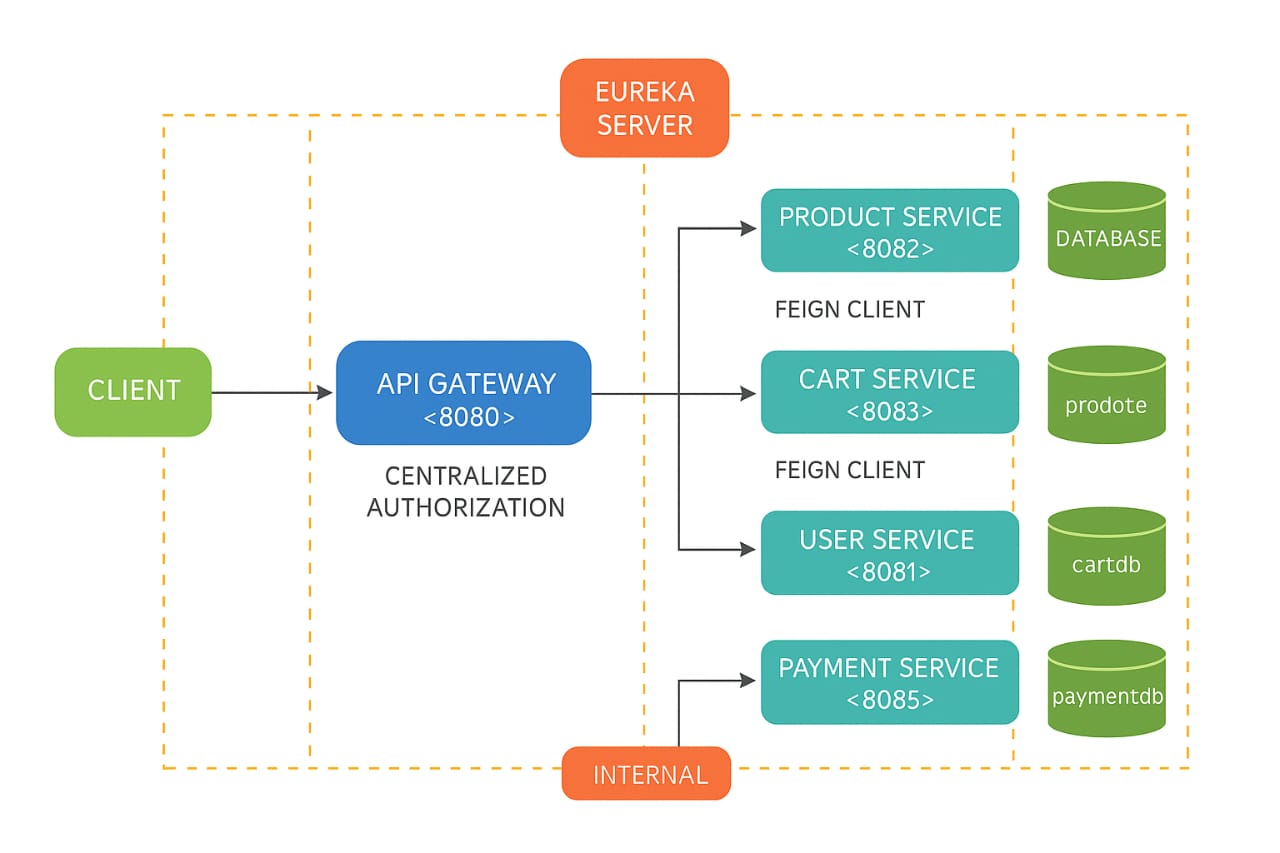 EUREKA
SERVER
PRODUCT SERVICE
<8082>
DATABASE
FEIGN CLIENT
CLIENT
API GATEWAY
<8080>
CART SERVICE
<8083>
prodote
CENTRALIZED
AUTHORIZATION
FEIGN CLIENT
USER SERVICE
<8081>
cartdb
PAYMENT SERVICE
<8085>
paymentdb
INTERNAL